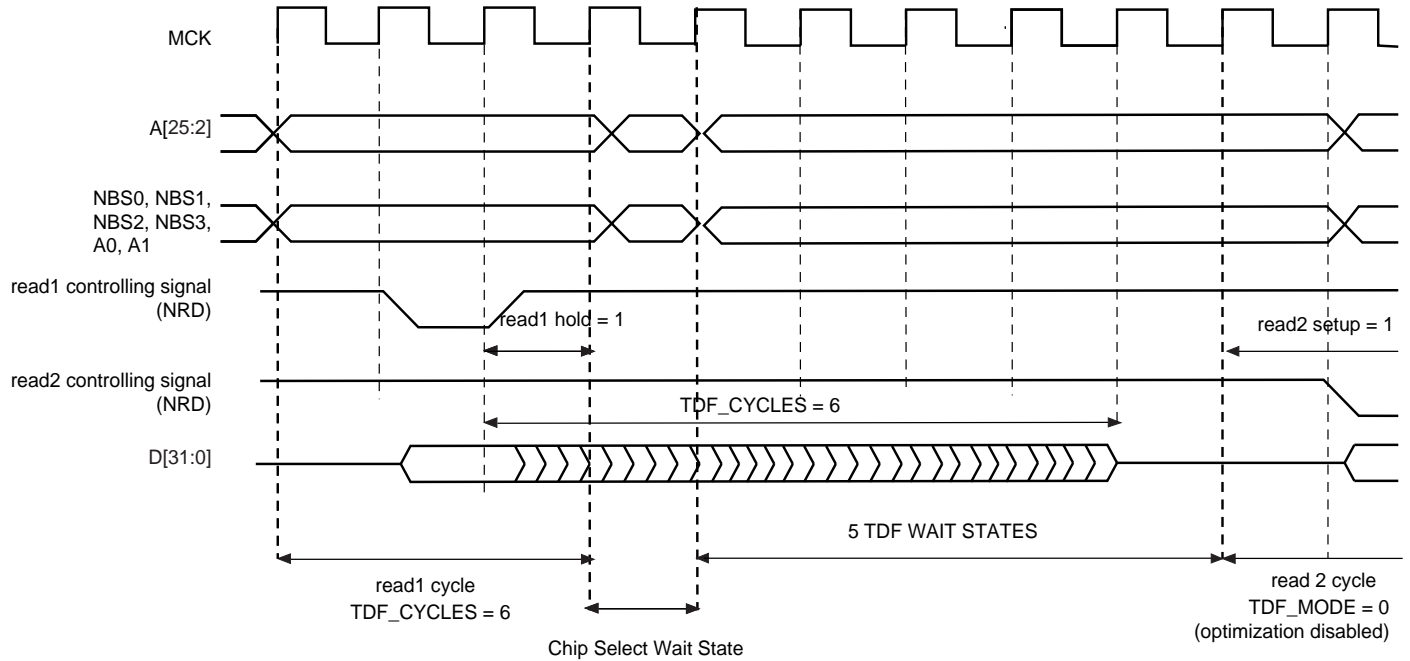 MCK
A[25:2]
NBS0, NBS1,
NBS2, NBS3,
A0, A1
read1 controlling signal
(NRD)
read1 hold = 1
read2 setup = 1
read2 controlling signal
(NRD)
TDF_CYCLES = 6
D[31:0]
5 TDF WAIT STATES
read1 cycle
TDF_CYCLES = 6
read 2 cycle
TDF_MODE = 0
(optimization disabled)
Chip Select Wait State